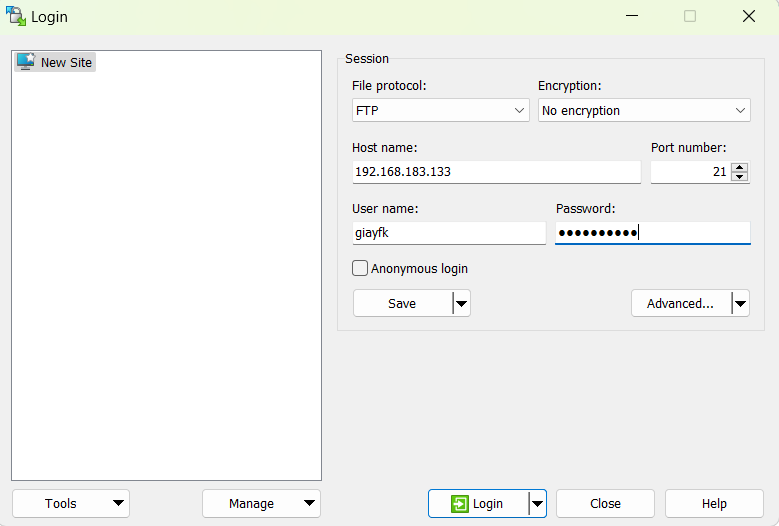 Login
New Site
Session
File protocol: Encryption:
FTP No encryption
Host name: Port number:
192.168.183.133 21
User name: Password:
giayfk ●●●●●●●●●●
Anonymous login
Save Advanced...
Tools Manage Login Close Help